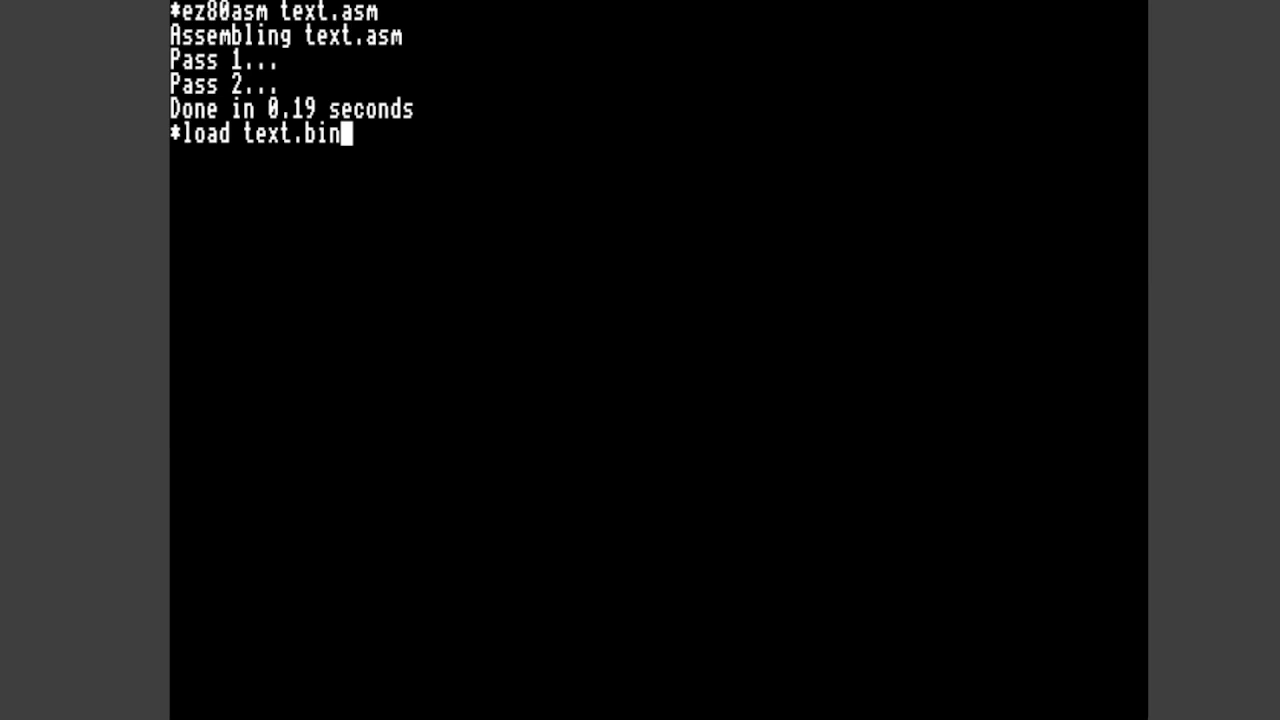 *ez80asm text.asm
Assembling text.asm
Pass 1...
Pass 2...
Done in 0.19 seconds
*load text.bin